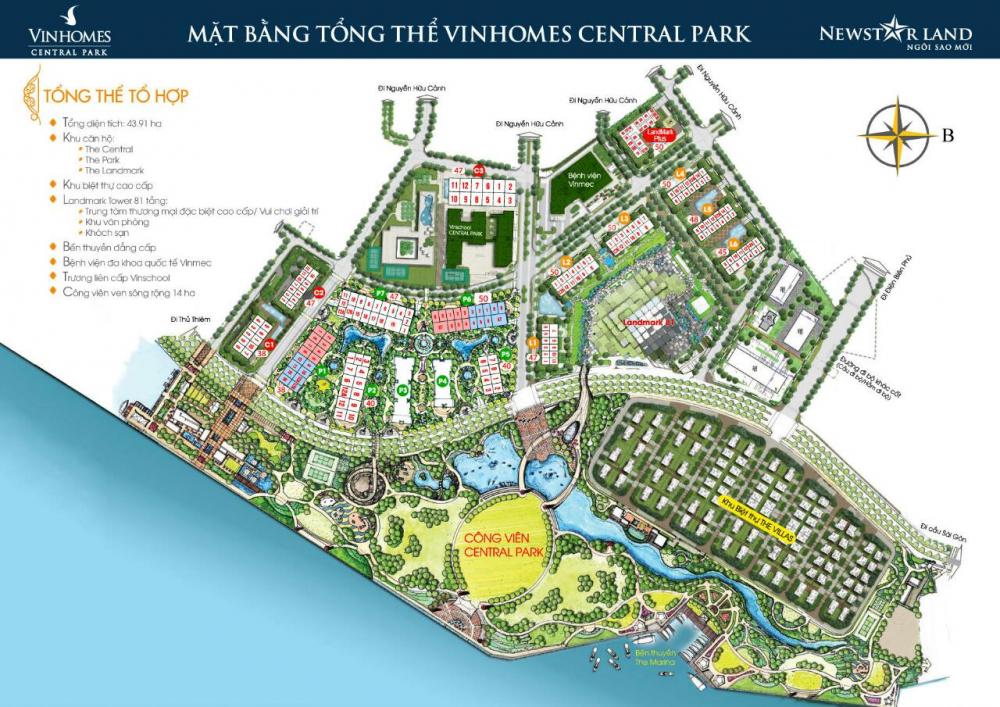 VINHOMES
CENTRAL PARK
MẶT BẰNG TỔNG THỂ VINHOMES CENTRAL PARK
NEWSTAR LAND
NGÔI SAO MỚI
TỔNG THỂ TỔ HỢP
Tổng diện tích: 43.91 ha
Khu căn hộ:
The Central
The Park
The Landmark
Khu biệt thự cao cấp
Landmark Tower 81 tầng:
Trung tâm thương mại đặc biệt cao cấp/ Vui chơi giải trí
Khu văn phòng
Khách sạn
Bến thuyền đẳng cấp
Bệnh viện đa khoa quốc tế Vinmec
Trường liên cấp Vinschool
Công viên ven sông rộng 14 ha
Đi Nguyễn Hữu Cảnh
Đi Nguyễn Hữu Cảnh
Đi Nguyễn Hữu Cảnh
Đi Nguyễn Hữu Cảnh
Đi Nguyễn Hữu Cảnh
B
LandMark
Plus
50
Bệnh viện
Vinmec
47
C3
11 12 7 6 1 2
10 9 8 5 4 3
Vinschool
CENTRAL PARK
L4
50
L5
48
L6
45
L3
50
L2
50
Landmark 81
L1
47
C2
47
C1
38
P7
47
P6
50
P5
40
P1
38
P2
40
P3
P4
Đi Thủ Thiêm
Đi Điện Biên Phủ
Đường đi bộ khác cốt
(Cầu đi bộ/hầm đi bộ)
Khu Biệt thự THE VILLAS
Đi cầu Sài Gòn
CÔNG VIÊN
CENTRAL PARK
Bến thuyền
The Marina